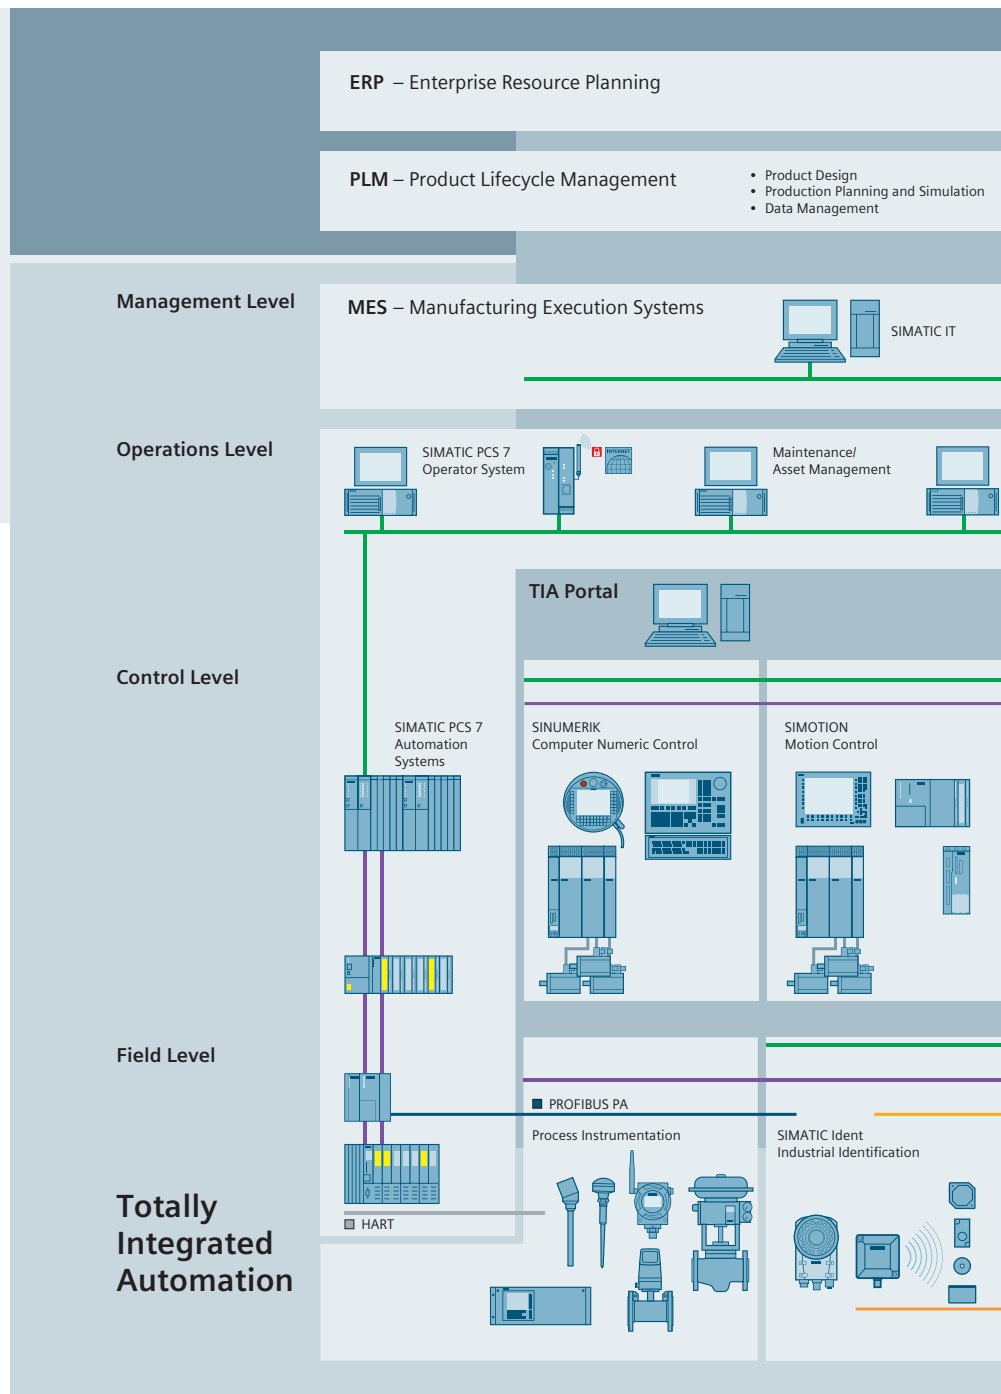 ERP – Enterprise Resource Planning
PLM – Product Lifecycle Management
• Product Design
• Production Planning and Simulation
• Data Management
Management Level
MES – Manufacturing Execution Systems
SIMATIC IT
Operations Level
SIMATIC PCS 7
Operator System
INTERNET
Maintenance/
Asset Management
TIA Portal
Control Level
SIMATIC PCS 7
Automation
Systems
SINUMERIK
Computer Numeric Control
SIMOTION
Motion Control
Field Level
PROFIBUS PA
Process Instrumentation
SIMATIC Ident
Industrial Identification
HART
Totally
Integrated
Automation